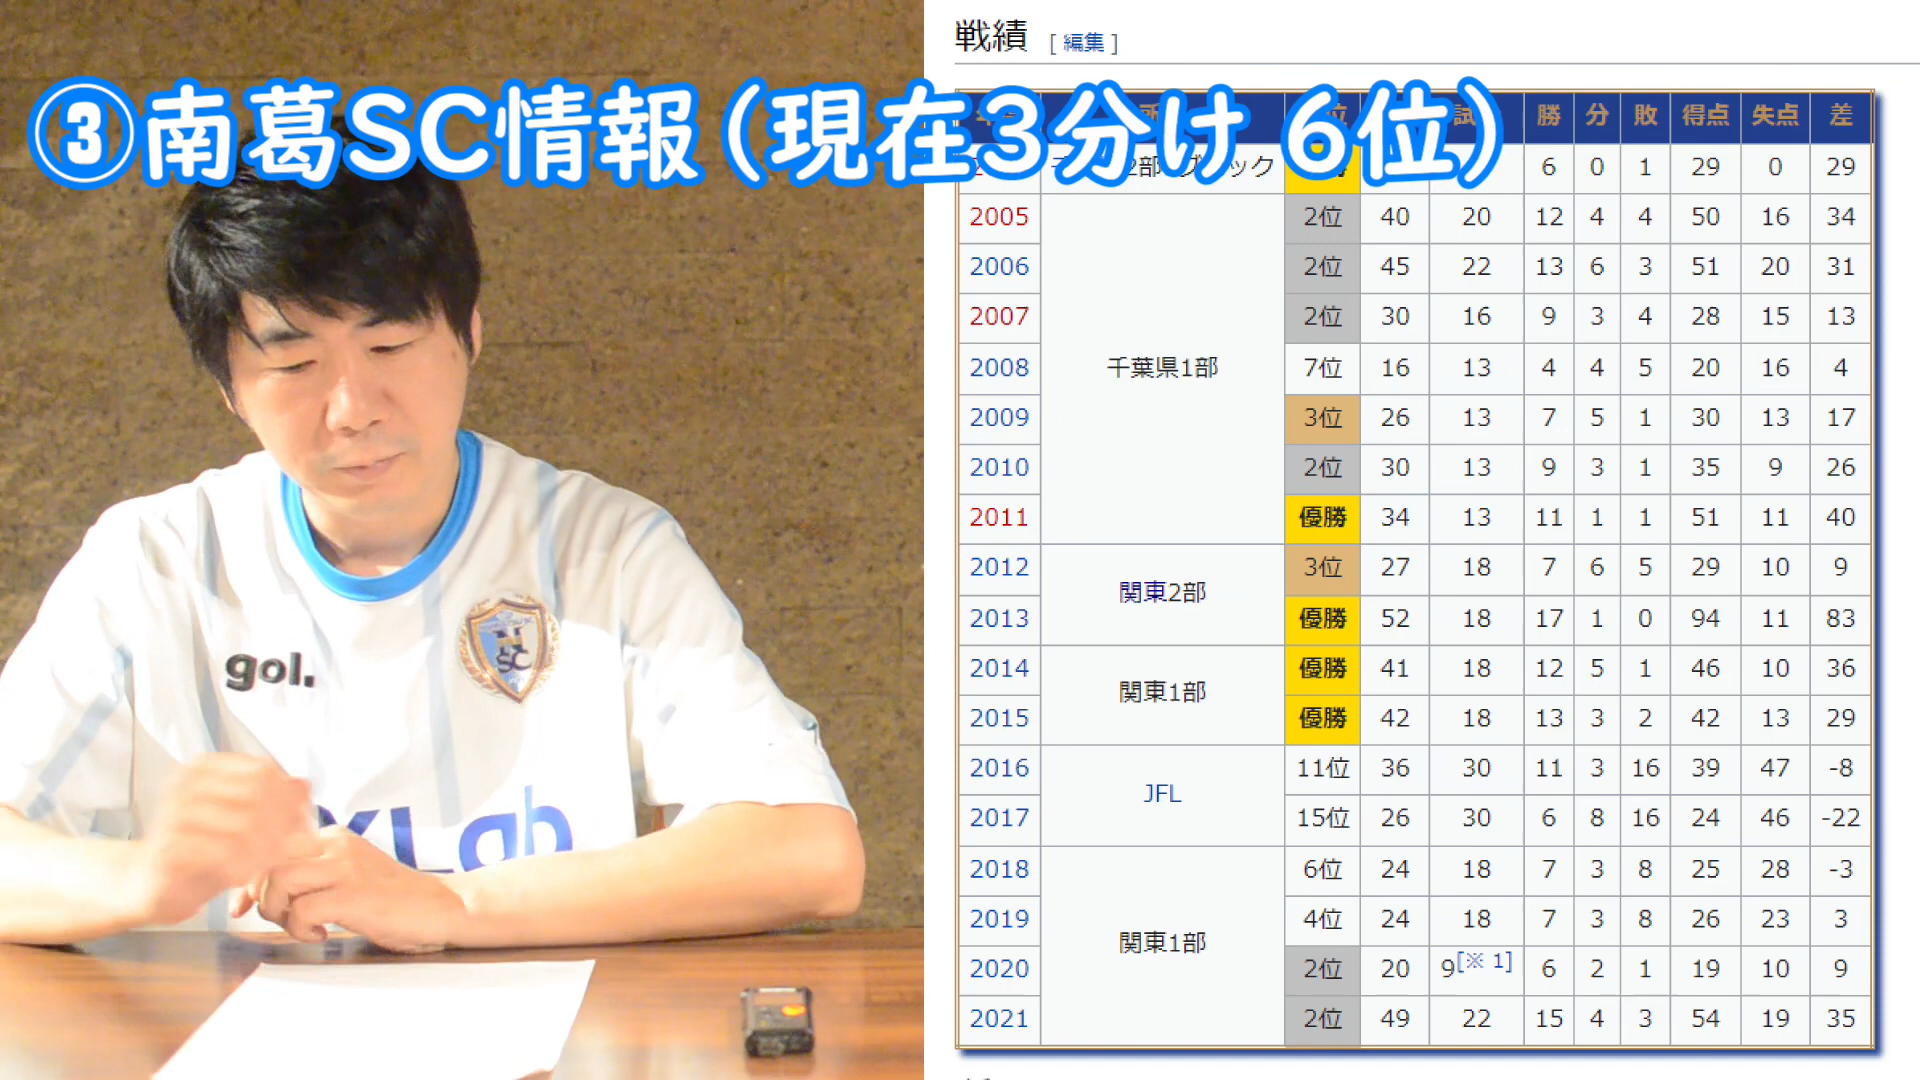 戦績 [ 編集 ]
③南葛SC情報（現在3分け 6位）
勝 分 敗 得点 失点 差
6 0 1 29 0 29
2005 2位 40 20 12 4 4 50 16 34
2006 2位 45 22 13 6 3 51 20 31
2007 2位 30 16 9 3 4 28 15 13
2008 千葉県1部 7位 16 13 4 4 5 20 16 4
2009 3位 26 13 7 5 1 30 13 17
2010 2位 30 13 9 3 1 35 9 26
2011 優勝 34 13 11 1 1 51 11 40
2012 3位 27 18 7 6 5 29 10 9
関東2部
2013 優勝 52 18 17 1 0 94 11 83
2014 優勝 41 18 12 5 1 46 10 36
関東1部
2015 優勝 42 18 13 3 2 42 13 29
2016 11位 36 30 11 3 16 39 47 -8
JFL
2017 15位 26 30 6 8 16 24 46 -22
2018 6位 24 18 7 3 8 25 28 -3
2019 4位 24 18 7 3 8 26 23 3
関東1部
2020 2位 20 9[※ 1] 6 2 1 19 10 9
2021 2位 49 22 15 4 3 54 19 35
gol.
SC
Lab